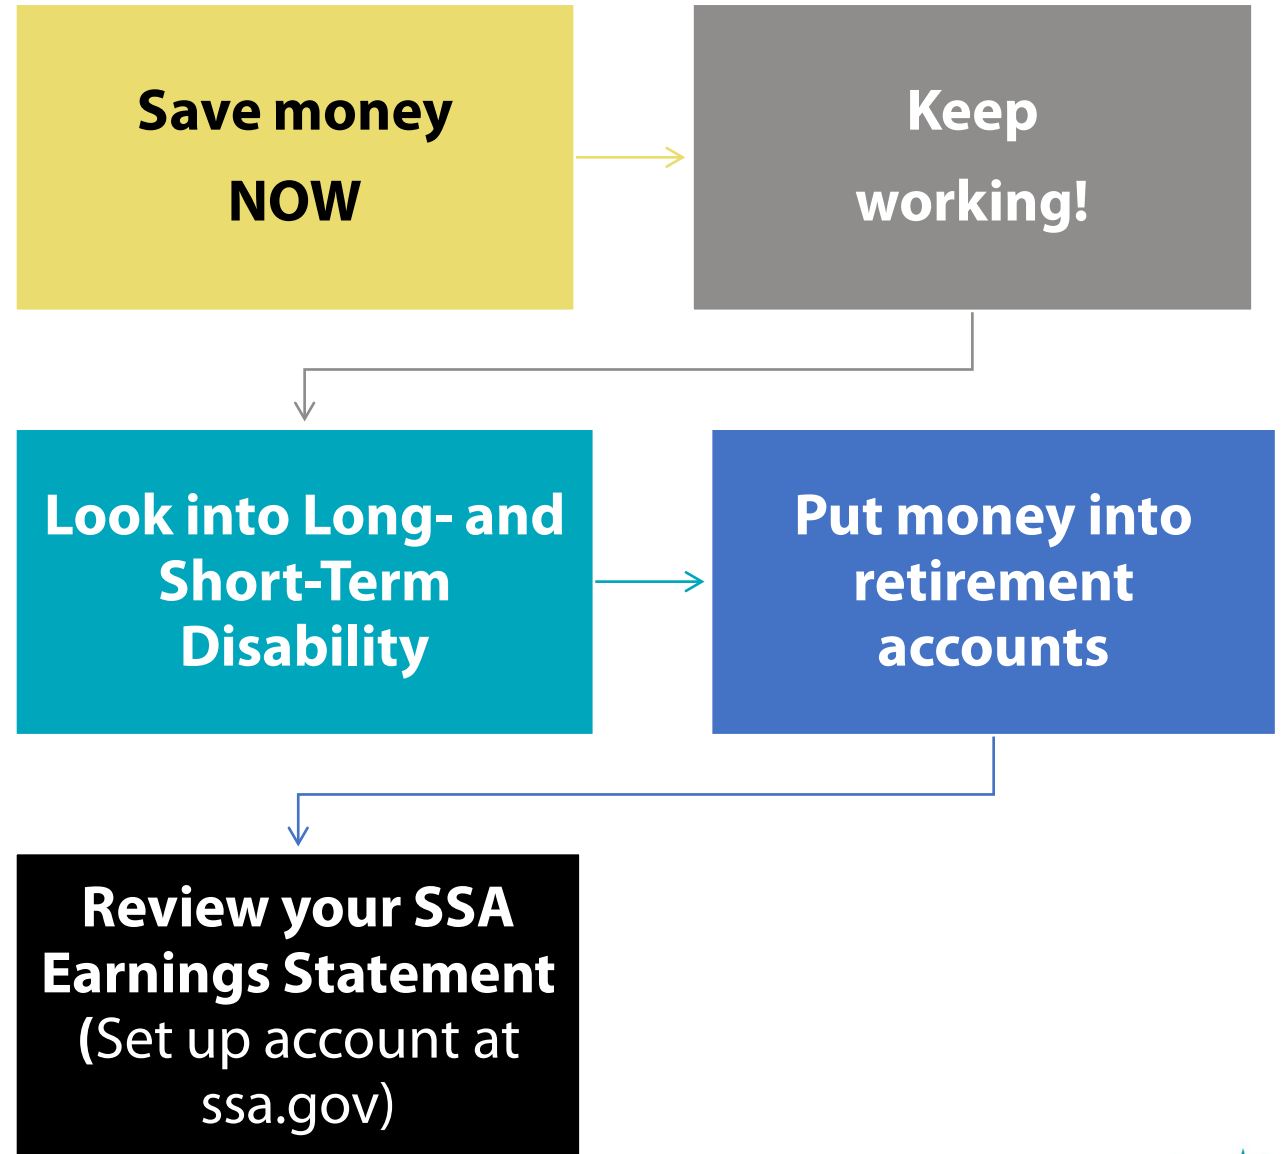 Save money
NOW
Keep
working!
Look into Long- and
Short-Term
Disability
Put money into
retirement
accounts
Review your SSA
Earnings Statement
(Set up account at
ssa.gov)